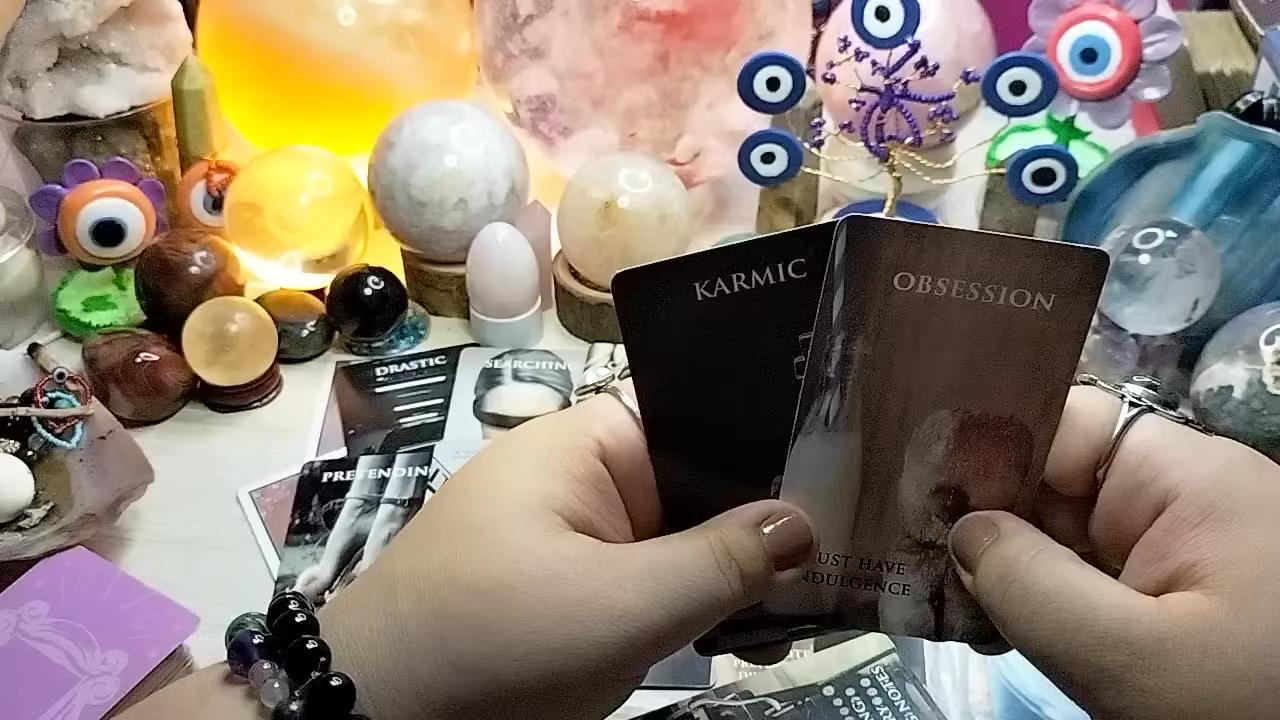 KARMIC
OBSESSION
DRASTIC
SEARCHING
PRETENDIN
UST HAVE
NDULGENCE